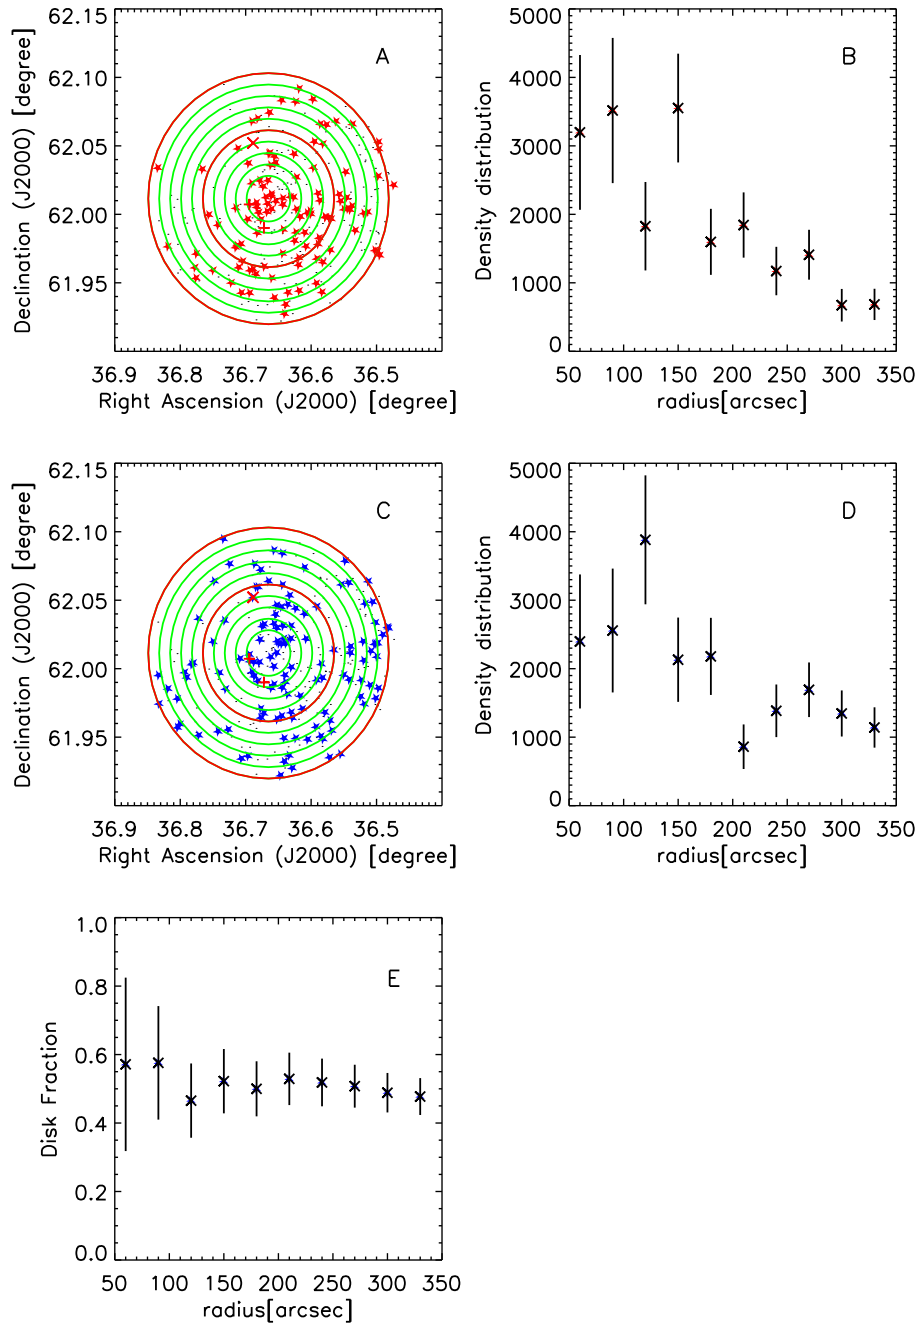 62.15
62.10
62.05
62.00
61.95
Declination (J2000) [degree]
A
36.9 36.8 36.7 36.6 36.5
Right Ascension (J2000) [degree]
5000
4000
3000
2000
1000
0
Density distribution
B
50 100 150 200 250 300 350
radius[arcsec]
62.15
62.10
62.05
62.00
61.95
Declination (J2000) [degree]
C
36.9 36.8 36.7 36.6 36.5
Right Ascension (J2000) [degree]
5000
4000
3000
2000
1000
0
Density distribution
D
50 100 150 200 250 300 350
radius[arcsec]
1.0
0.8
0.6
0.4
0.2
0.0
Disk Fraction
E
50 100 150 200 250 300 350
radius[arcsec]